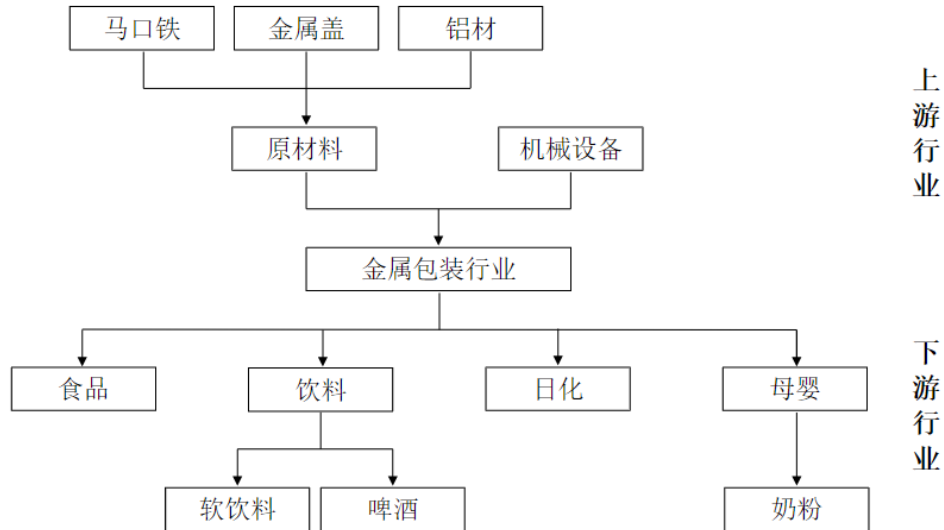 马口铁
金属盖
铝材
上游行业
原材料
机械设备
金属包装行业
下游行业
食品
饮料
日化
母婴
软饮料
啤酒
奶粉